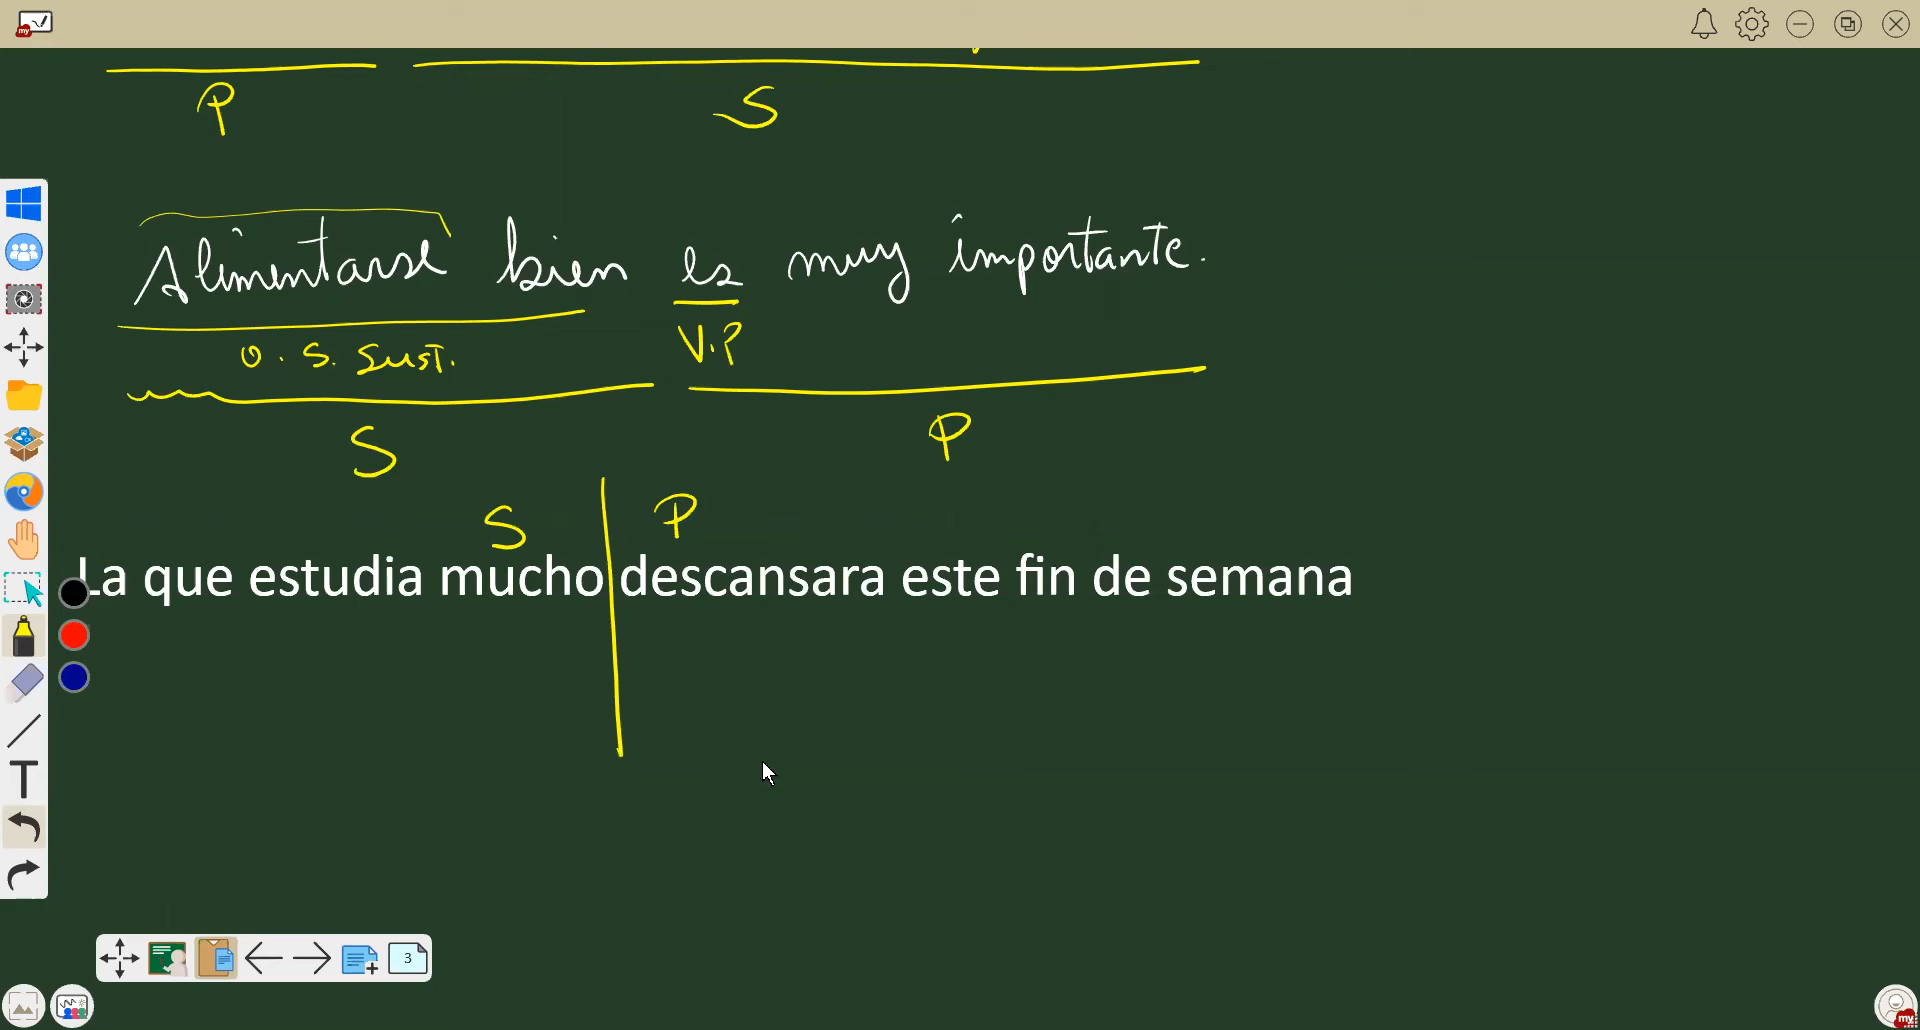 P S
Alimentarse bien es muy importante.
O. S. Sust. V.P
S P
S P
La que estudia mucho descansara este fin de semana
3